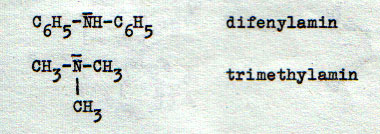 C6H5-N̄H-C6H5 difenylamin
CH3-N̄-CH3 trimethylamin
CH3